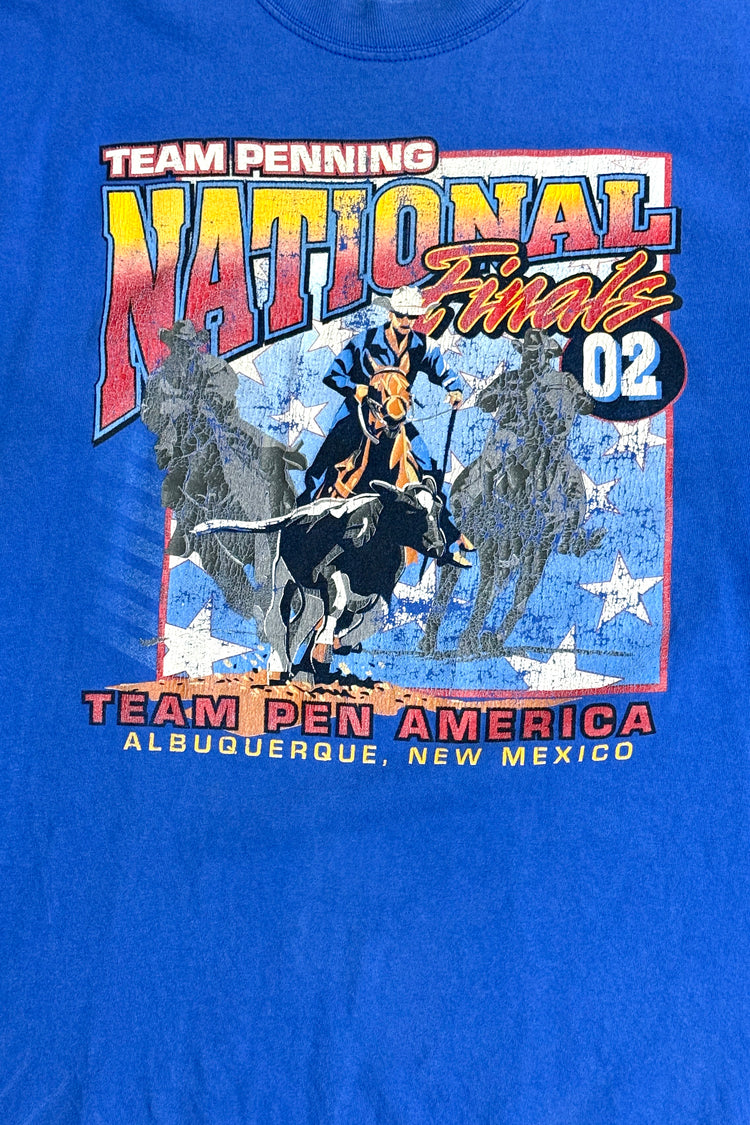 TEAM PENNING
NATIONAL
Finals
02
TEAM PEN AMERICA
ALBUQUERQUE, NEW MEXICO